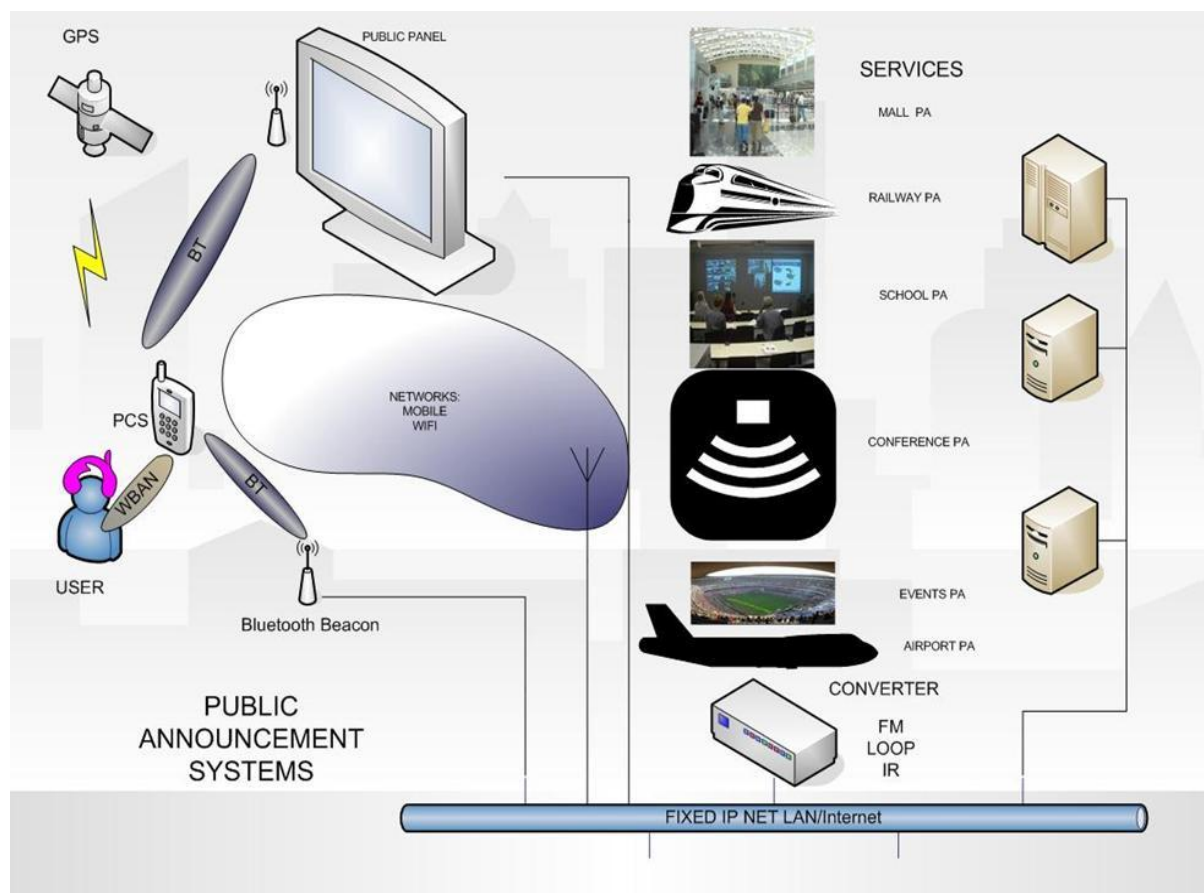 GPS
PUBLIC PANEL
SERVICES
MALL PA
RAILWAY PA
BT
SCHOOL PA
NETWORKS:
MOBILE
WIFI
PCS
CONFERENCE PA
BT
WBAN
USER
Bluetooth Beacon
EVENTS PA
AIRPORT PA
CONVERTER
FM
LOOP
IR
PUBLIC
ANNOUNCEMENT
SYSTEMS
FIXED IP NET LAN/Internet